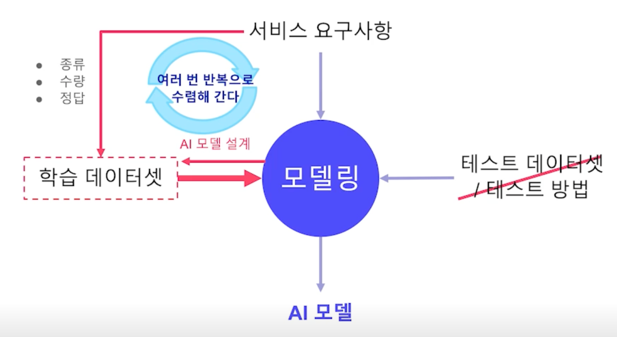 서비스 요구사항
● 종류
● 수량
● 정답
여러 번 반복으로
수렴해 간다
AI 모델 설계
학습 데이터셋
모델링
테스트 데이터셋
/ 테스트 방법
AI 모델